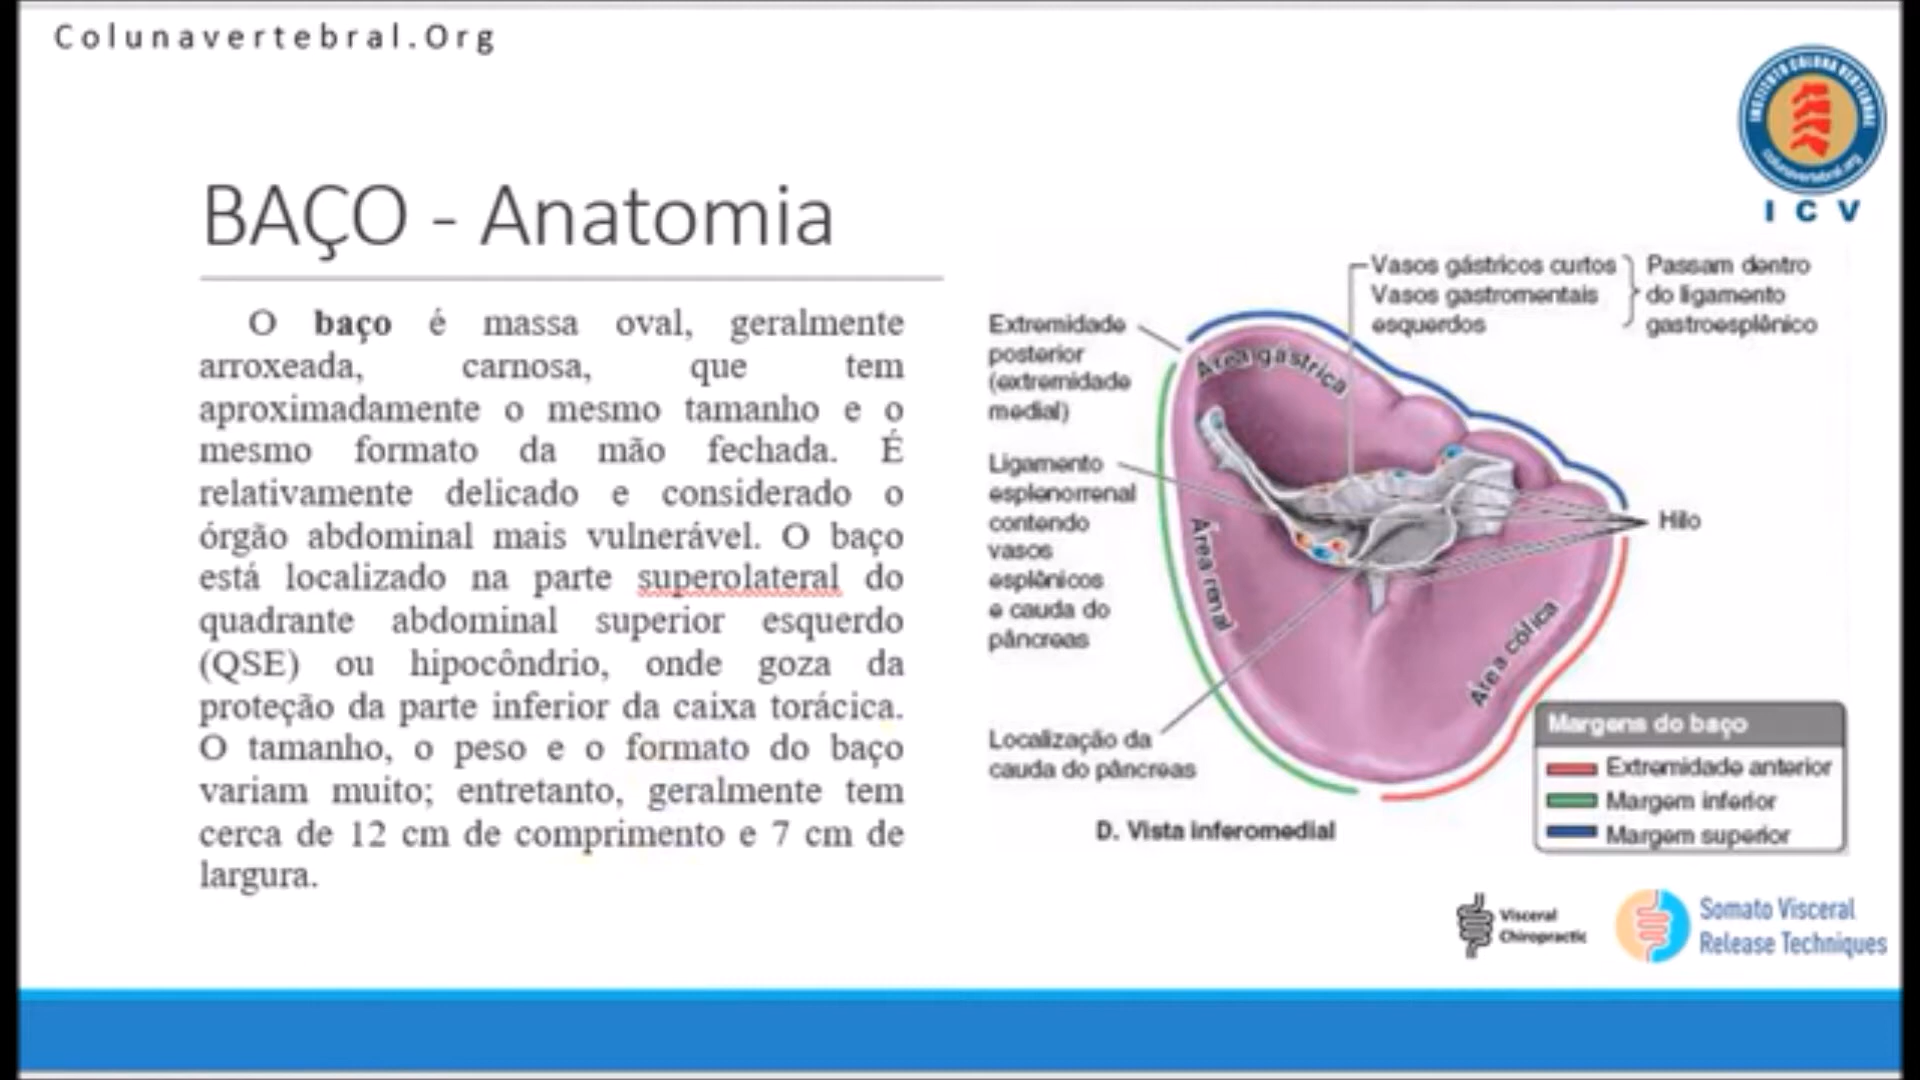 Colunavertebral.Org
INSTITUTO COLUNA VERTEBRAL
colunavertebral.org
I C V
BAÇO - Anatomia
O baço é massa oval, geralmente
arroxeada, carnosa, que tem
aproximadamente o mesmo tamanho e o
mesmo formato da mão fechada. É
relativamente delicado e considerado o
órgão abdominal mais vulnerável. O baço
está localizado na parte superolateral do
quadrante abdominal superior esquerdo
(QSE) ou hipocôndrio, onde goza da
proteção da parte inferior da caixa torácica.
O tamanho, o peso e o formato do baço
variam muito; entretanto, geralmente tem
cerca de 12 cm de comprimento e 7 cm de
largura.
Vasos gástricos curtos
Vasos gastromentais
esquerdos
Passam dentro
do ligamento
gastroesplênico
Extremidade
posterior
(extremidade
medial)
Área gástrica
Ligamento
esplenorrenal
contendo
vasos
esplênicos
e cauda do
pâncreas
Hilo
Área renal
Área cólica
Localização da
cauda do pâncreas
D. Vista inferomedial
Margens do baço
Extremidade anterior
Margem inferior
Margem superior
Visceral
Chiropractic
Somato Visceral
Release Techniques